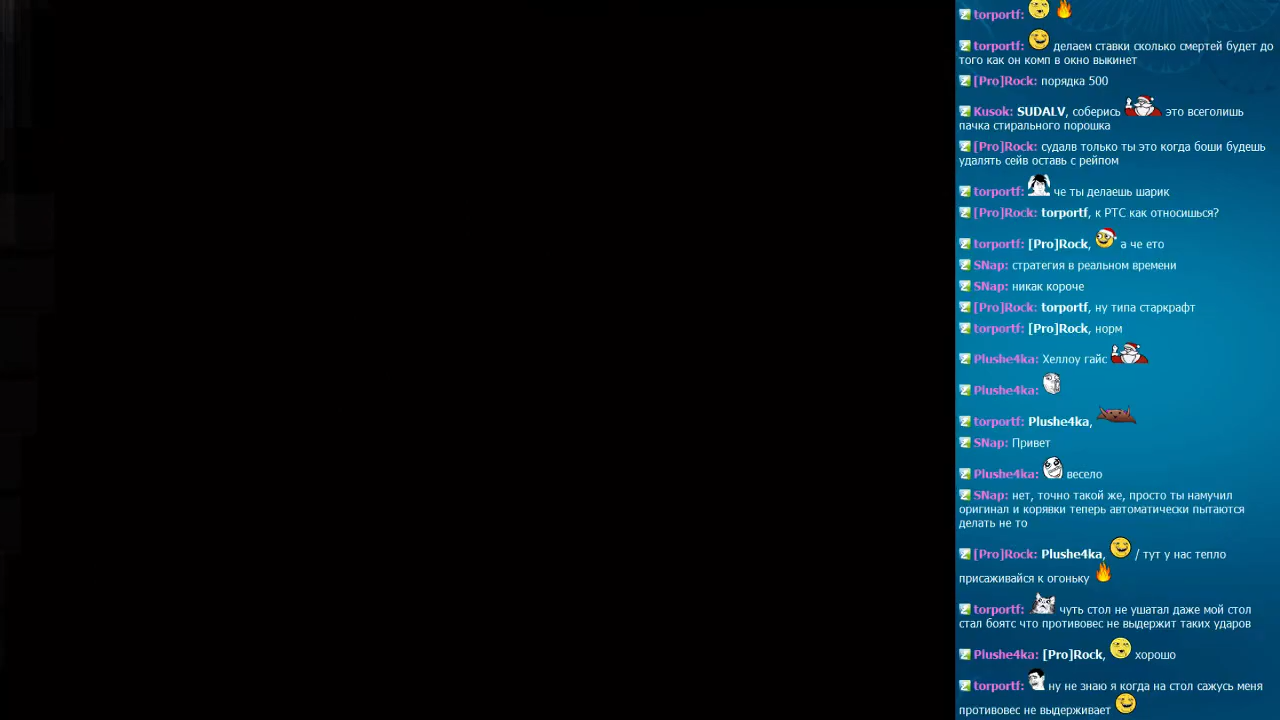 torportf:
torportf: делаем ставки сколько смертей будет до
того как он комп в окно выкинет
[Pro]Rock: порядка 500
Kusok: SUDALV, соберись это всеголишь
пачка стирального порошка
[Pro]Rock: судалв только ты это когда боши будешь
удалять сейв оставь с рейпом
torportf: че ты делаешь шарик
[Pro]Rock: torportf, к РТС как относишься?
torportf: [Pro]Rock, а че ето
SNap: стратегия в реальном времени
SNap: никак короче
[Pro]Rock: torportf, ну типа старкрафт
torportf: [Pro]Rock, норм
Plushe4ka: Хеллоу гайс
Plushe4ka:
torportf: Plushe4ka,
SNap: Привет
Plushe4ka: весело
SNap: нет, точно такой же, просто ты намучил
оригинал и корявки теперь автоматически пытаются
делать не то
[Pro]Rock: Plushe4ka, / тут у нас тепло
присаживайся к огоньку
torportf: чуть стол не ушатал даже мой стол
стал боятс что противовес не выдержит таких ударов
Plushe4ka: [Pro]Rock, хорошо
torportf: ну не знаю я когда на стол сажусь меня
противовес не выдерживает